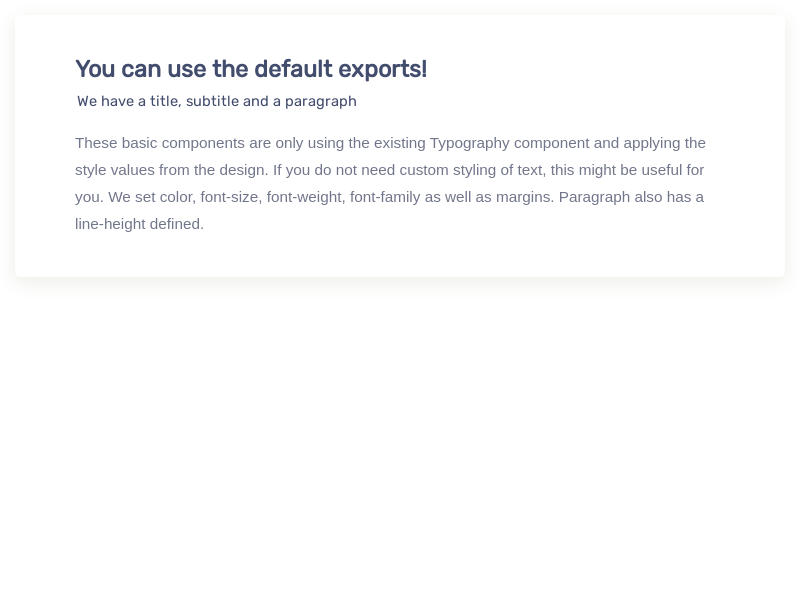 You can use the default exports!
We have a title, subtitle and a paragraph
These basic components are only using the existing Typography component and applying the
style values from the design. If you do not need custom styling of text, this might be useful for
you. We set color, font-size, font-weight, font-family as well as margins. Paragraph also has a
line-height defined.